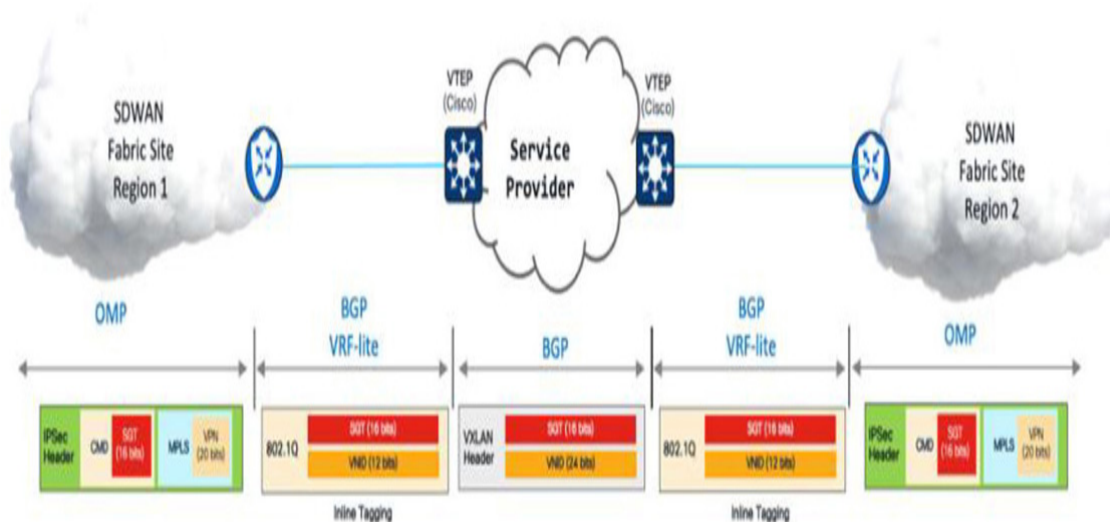 SDWAN
Fabric Site
Region 1
VTEP
(Cisco)
Service
Provider
VTEP
(Cisco)
SDWAN
Fabric Site
Region 2
OMP
BGP
VRF-lite
BGP
BGP
VRF-lite
OMP
IPSec
Header
CMD
SGT
(16 bits)
MPLS
VPN
(20 bits)
802.1Q
SGT (16 bits)
VNID (12 bits)
VXLAN
Header
SGT (16 bits)
VNID (24 bits)
802.1Q
SGT (16 bits)
VNID (12 bits)
IPSec
Header
CMD
SGT
(16 bits)
MPLS
VPN
(20 bits)
Inline Tagging
Inline Tagging